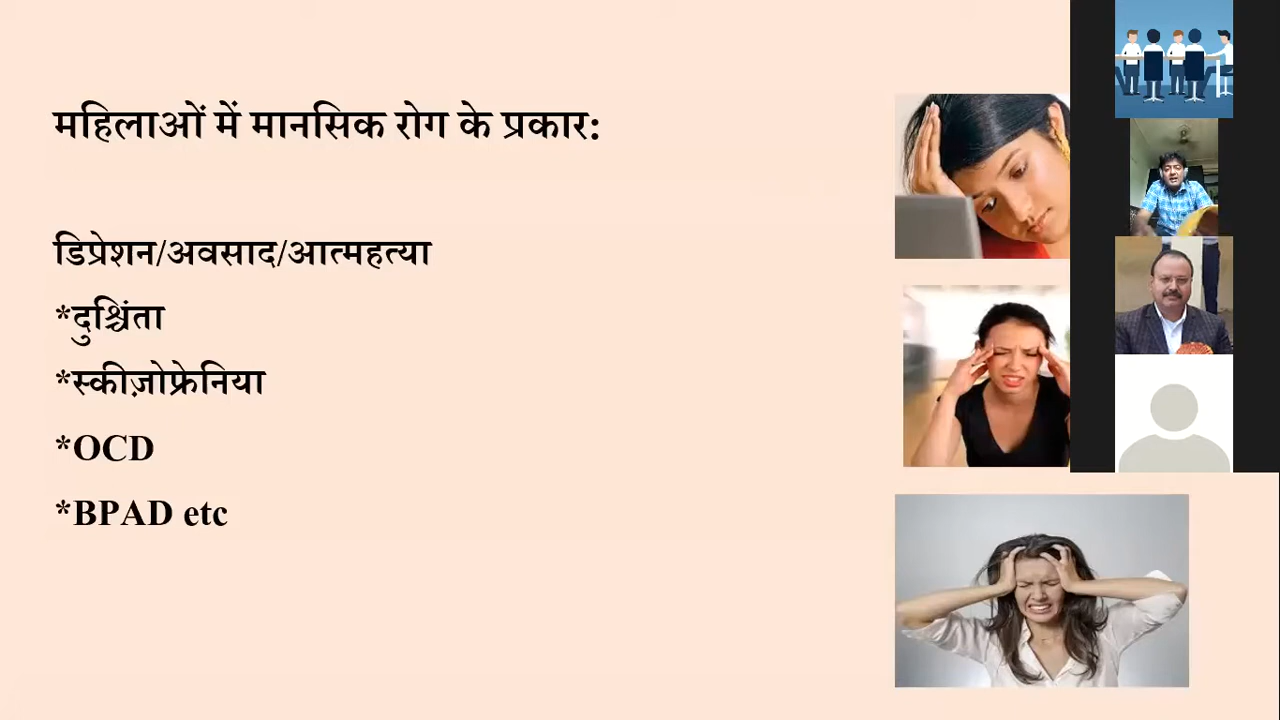 महिलाओं में मानसिक रोग के प्रकार:
डिप्रेशन/अवसाद/आत्महत्या
*दुश्चिंता
*स्कीज़ोफ्रेनिया
*OCD
*BPAD etc